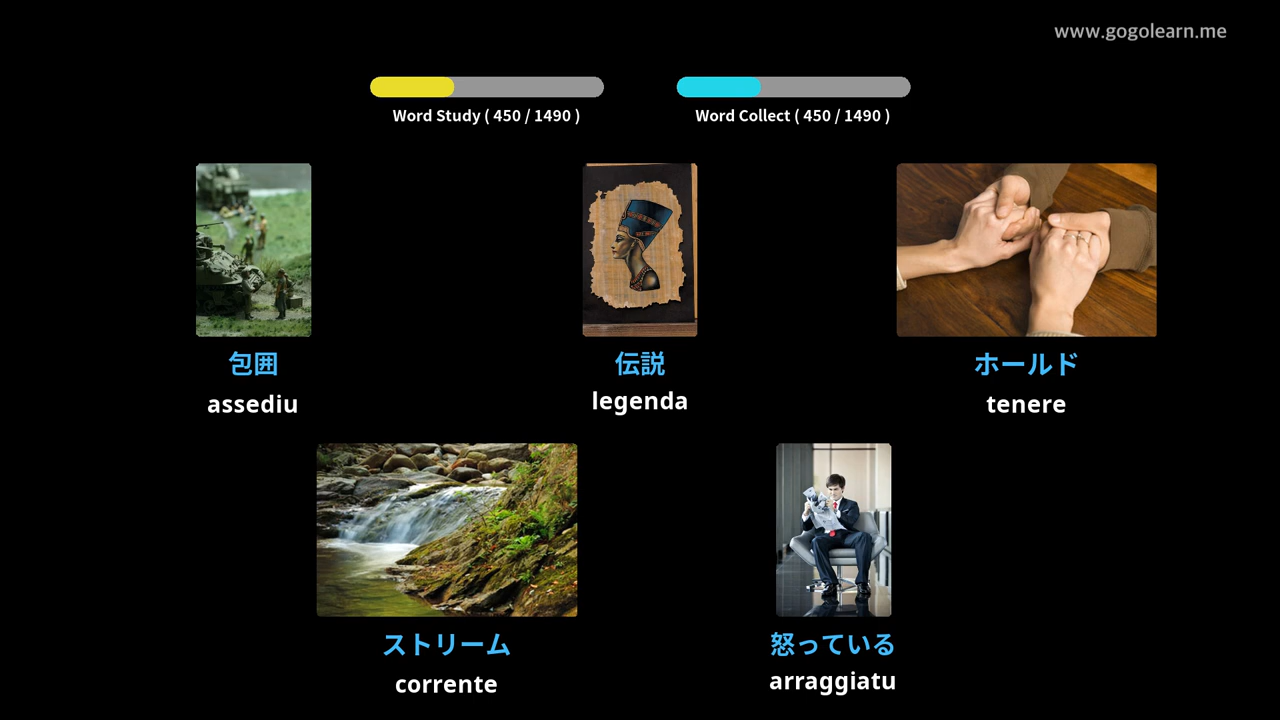 www.gogolearn.me
Word Study ( 450 / 1490 )
Word Collect ( 450 / 1490 )
包囲
assediu
伝説
legenda
ホールド
tenere
ストリーム
corrente
怒っている
arraggiatu